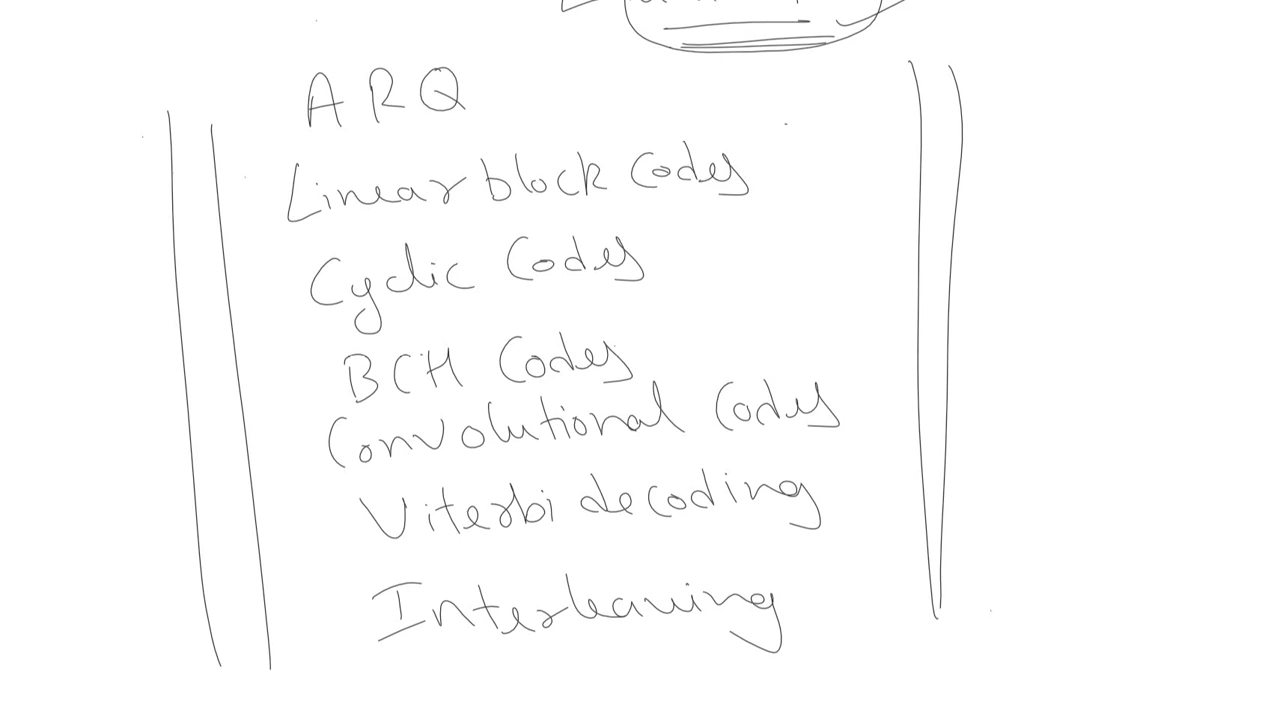 ARQ
Linear block Codes
Cyclic Codes
BCH Codes
Convolutional Codes
Viterbi decoding
Interleaving